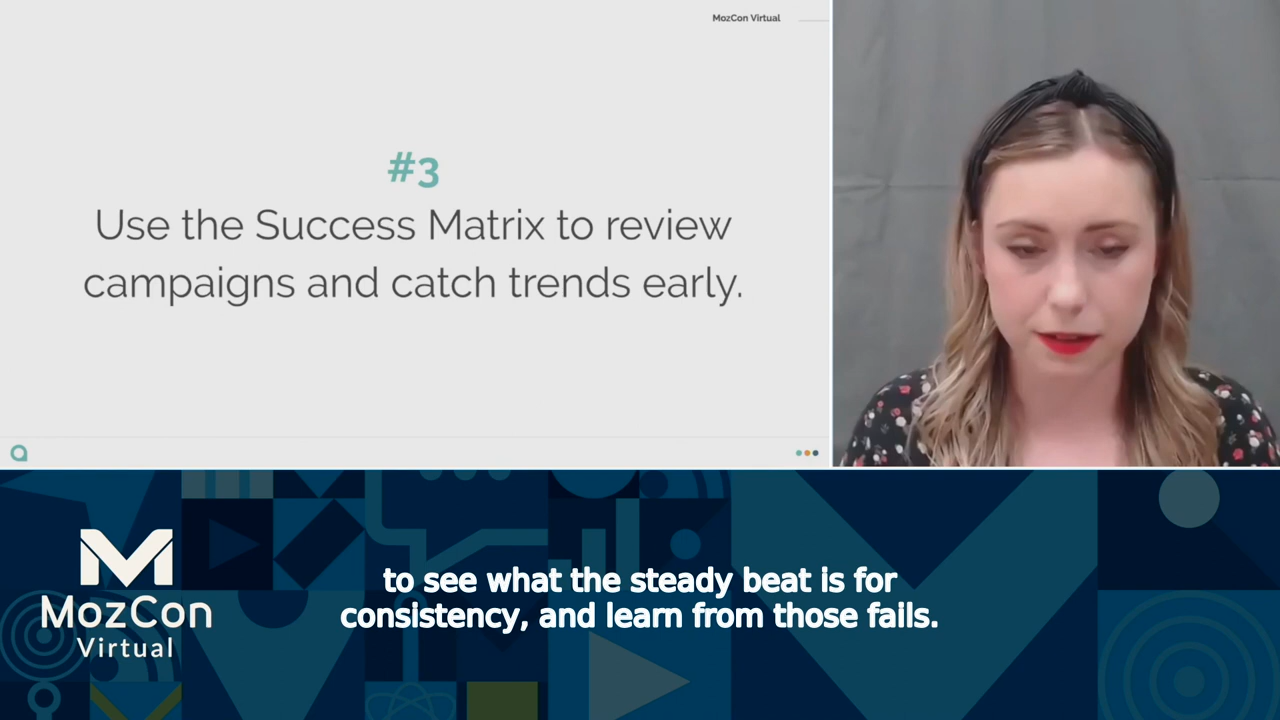 MozCon Virtual
#3
Use the Success Matrix to review
campaigns and catch trends early.
MozCon
Virtual
to see what the steady beat is for
consistency, and learn from those fails.